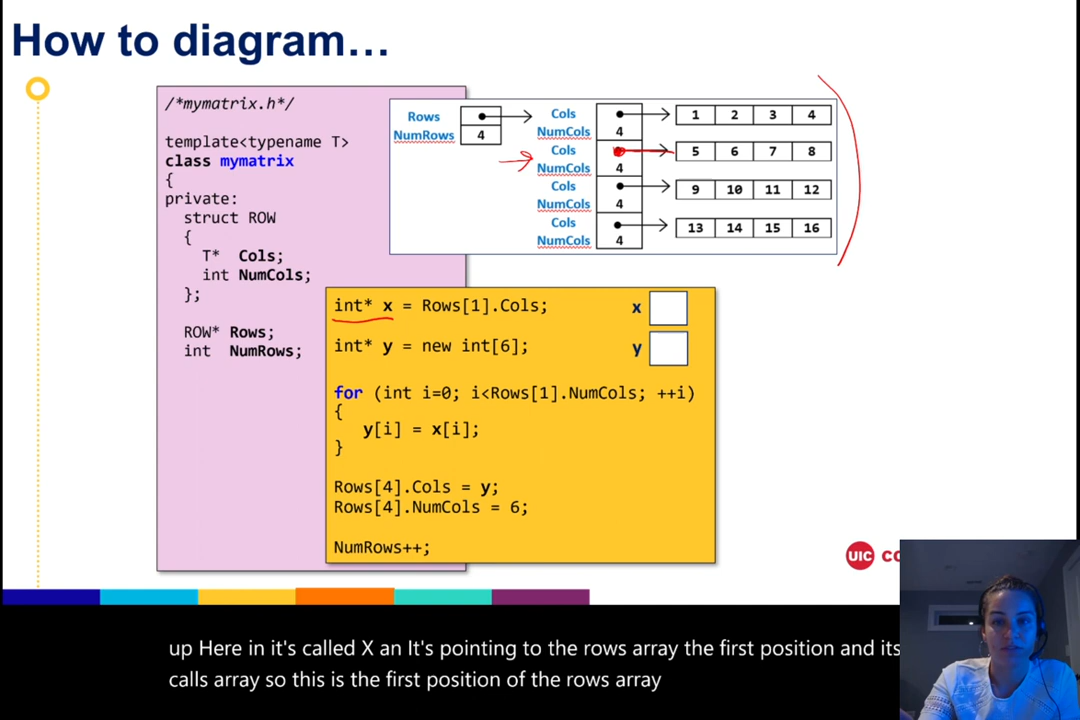 How to diagram...
/*mymatrix.h*/
template<typename T>
class mymatrix
{
private:
struct ROW
{
T* Cols;
int NumCols;
};
ROW* Rows;
int NumRows;
Rows
NumRows 4
Cols
NumCols 4
Cols
NumCols 4
Cols
NumCols 4
Cols
NumCols 4
1 2 3 4
5 6 7 8
9 10 11 12
13 14 15 16
int* x = Rows[1].Cols;
x
int* y = new int[6];
y
for (int i=0; i<Rows[1].NumCols; ++i)
{
y[i] = x[i];
}
Rows[4].Cols = y;
Rows[4].NumCols = 6;
NumRows++;
UIC
up Here in it's called X an It's pointing to the rows array the first position and its
calls array so this is the first position of the rows array